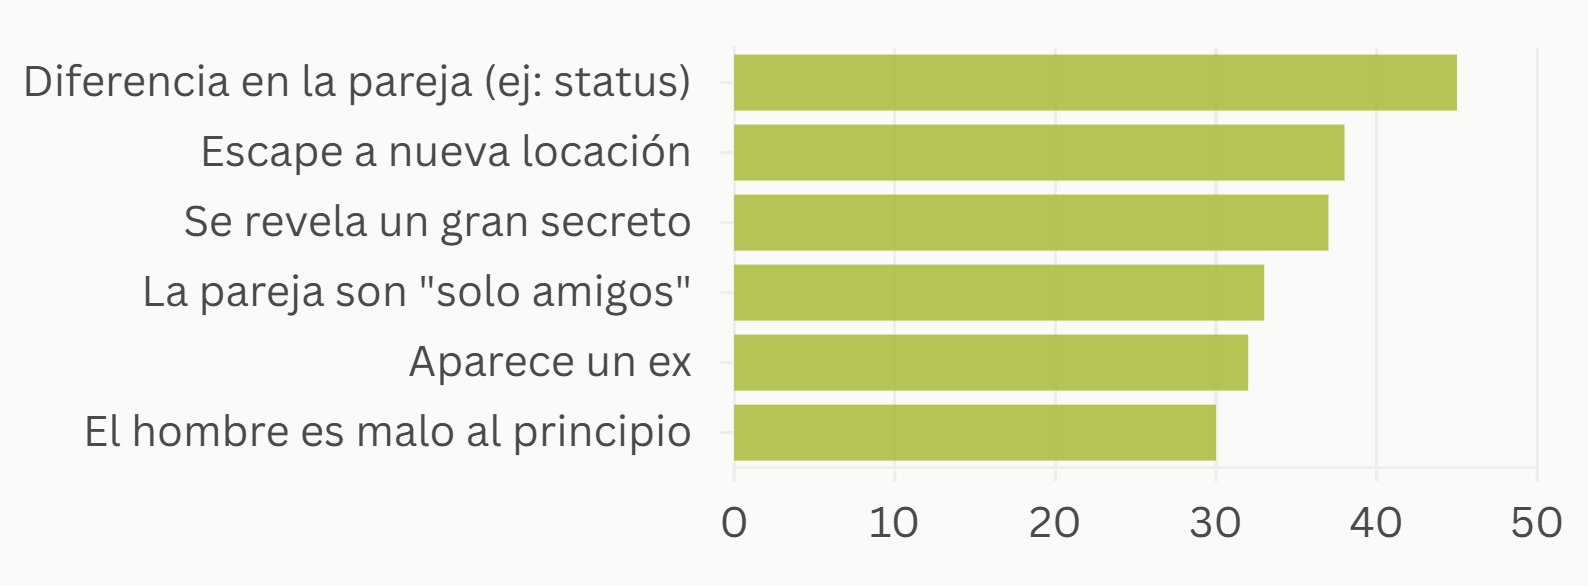 Diferencia en la pareja (ej: status)
Escape a nueva locación
Se revela un gran secreto
La pareja son "solo amigos"
Aparece un ex
El hombre es malo al principio
0 10 20 30 40 50